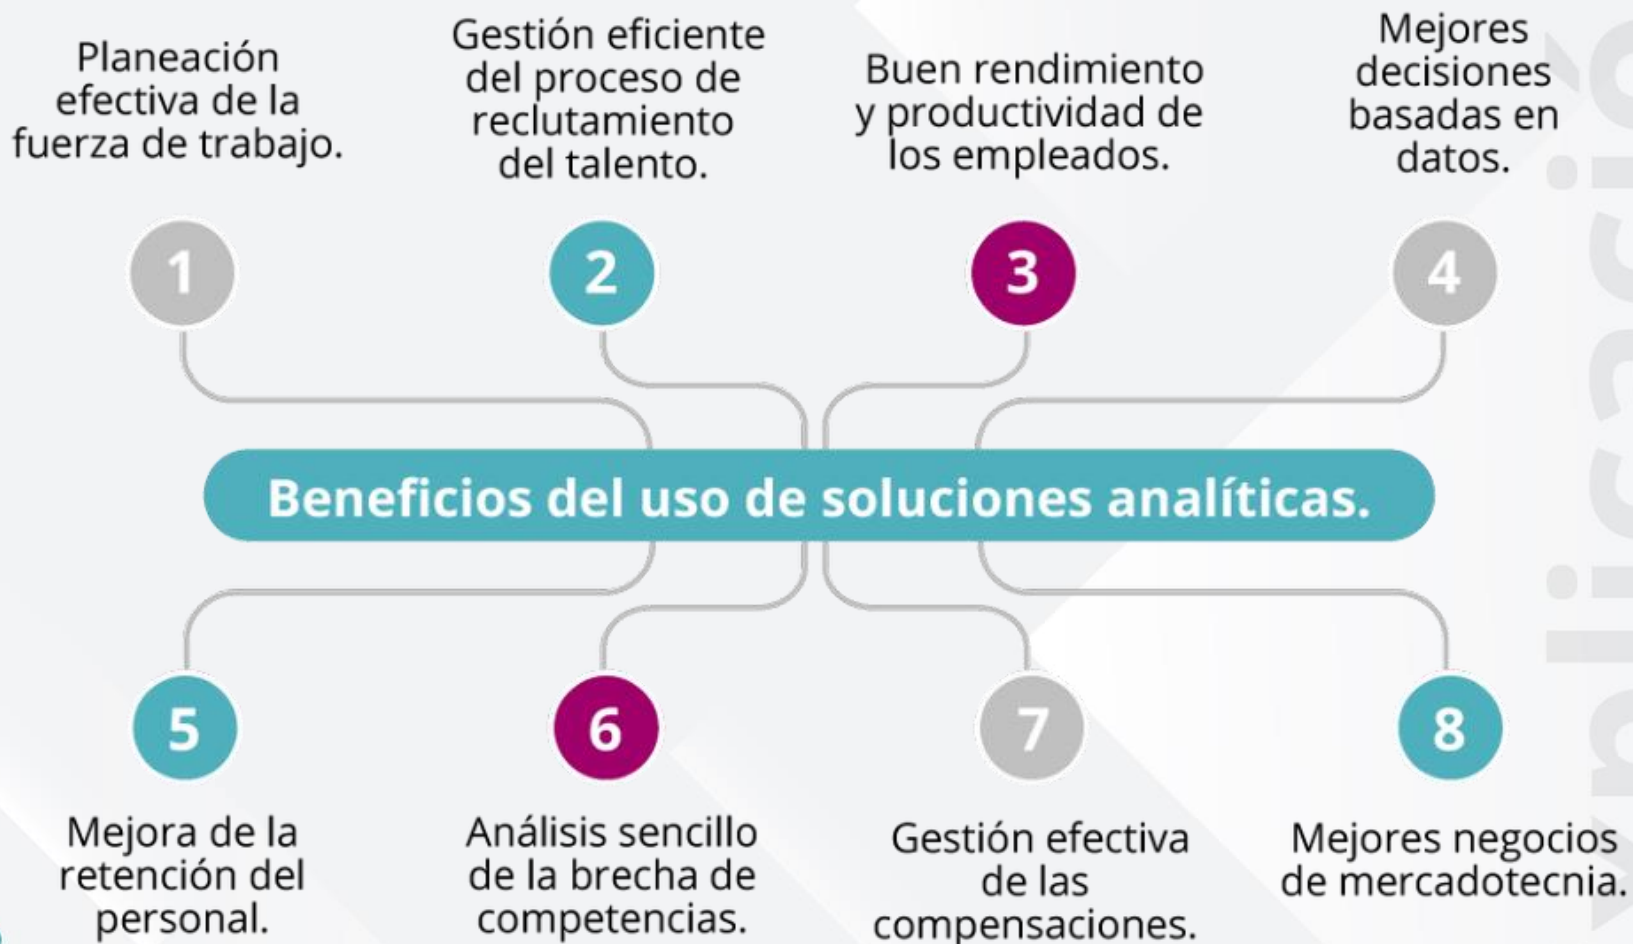 Planeación
efectiva de la
fuerza de trabajo.
Gestión eficiente
del proceso de
reclutamiento
del talento.
Buen rendimiento
y productividad de
los empleados.
Mejores
decisiones
basadas en
datos.
1
2
3
4
Beneficios del uso de soluciones analíticas.
5
6
7
8
Mejora de la
retención del
personal.
Análisis sencillo
de la brecha de
competencias.
Gestión efectiva
de las
compensaciones.
Mejores negocios
de mercadotecnia.